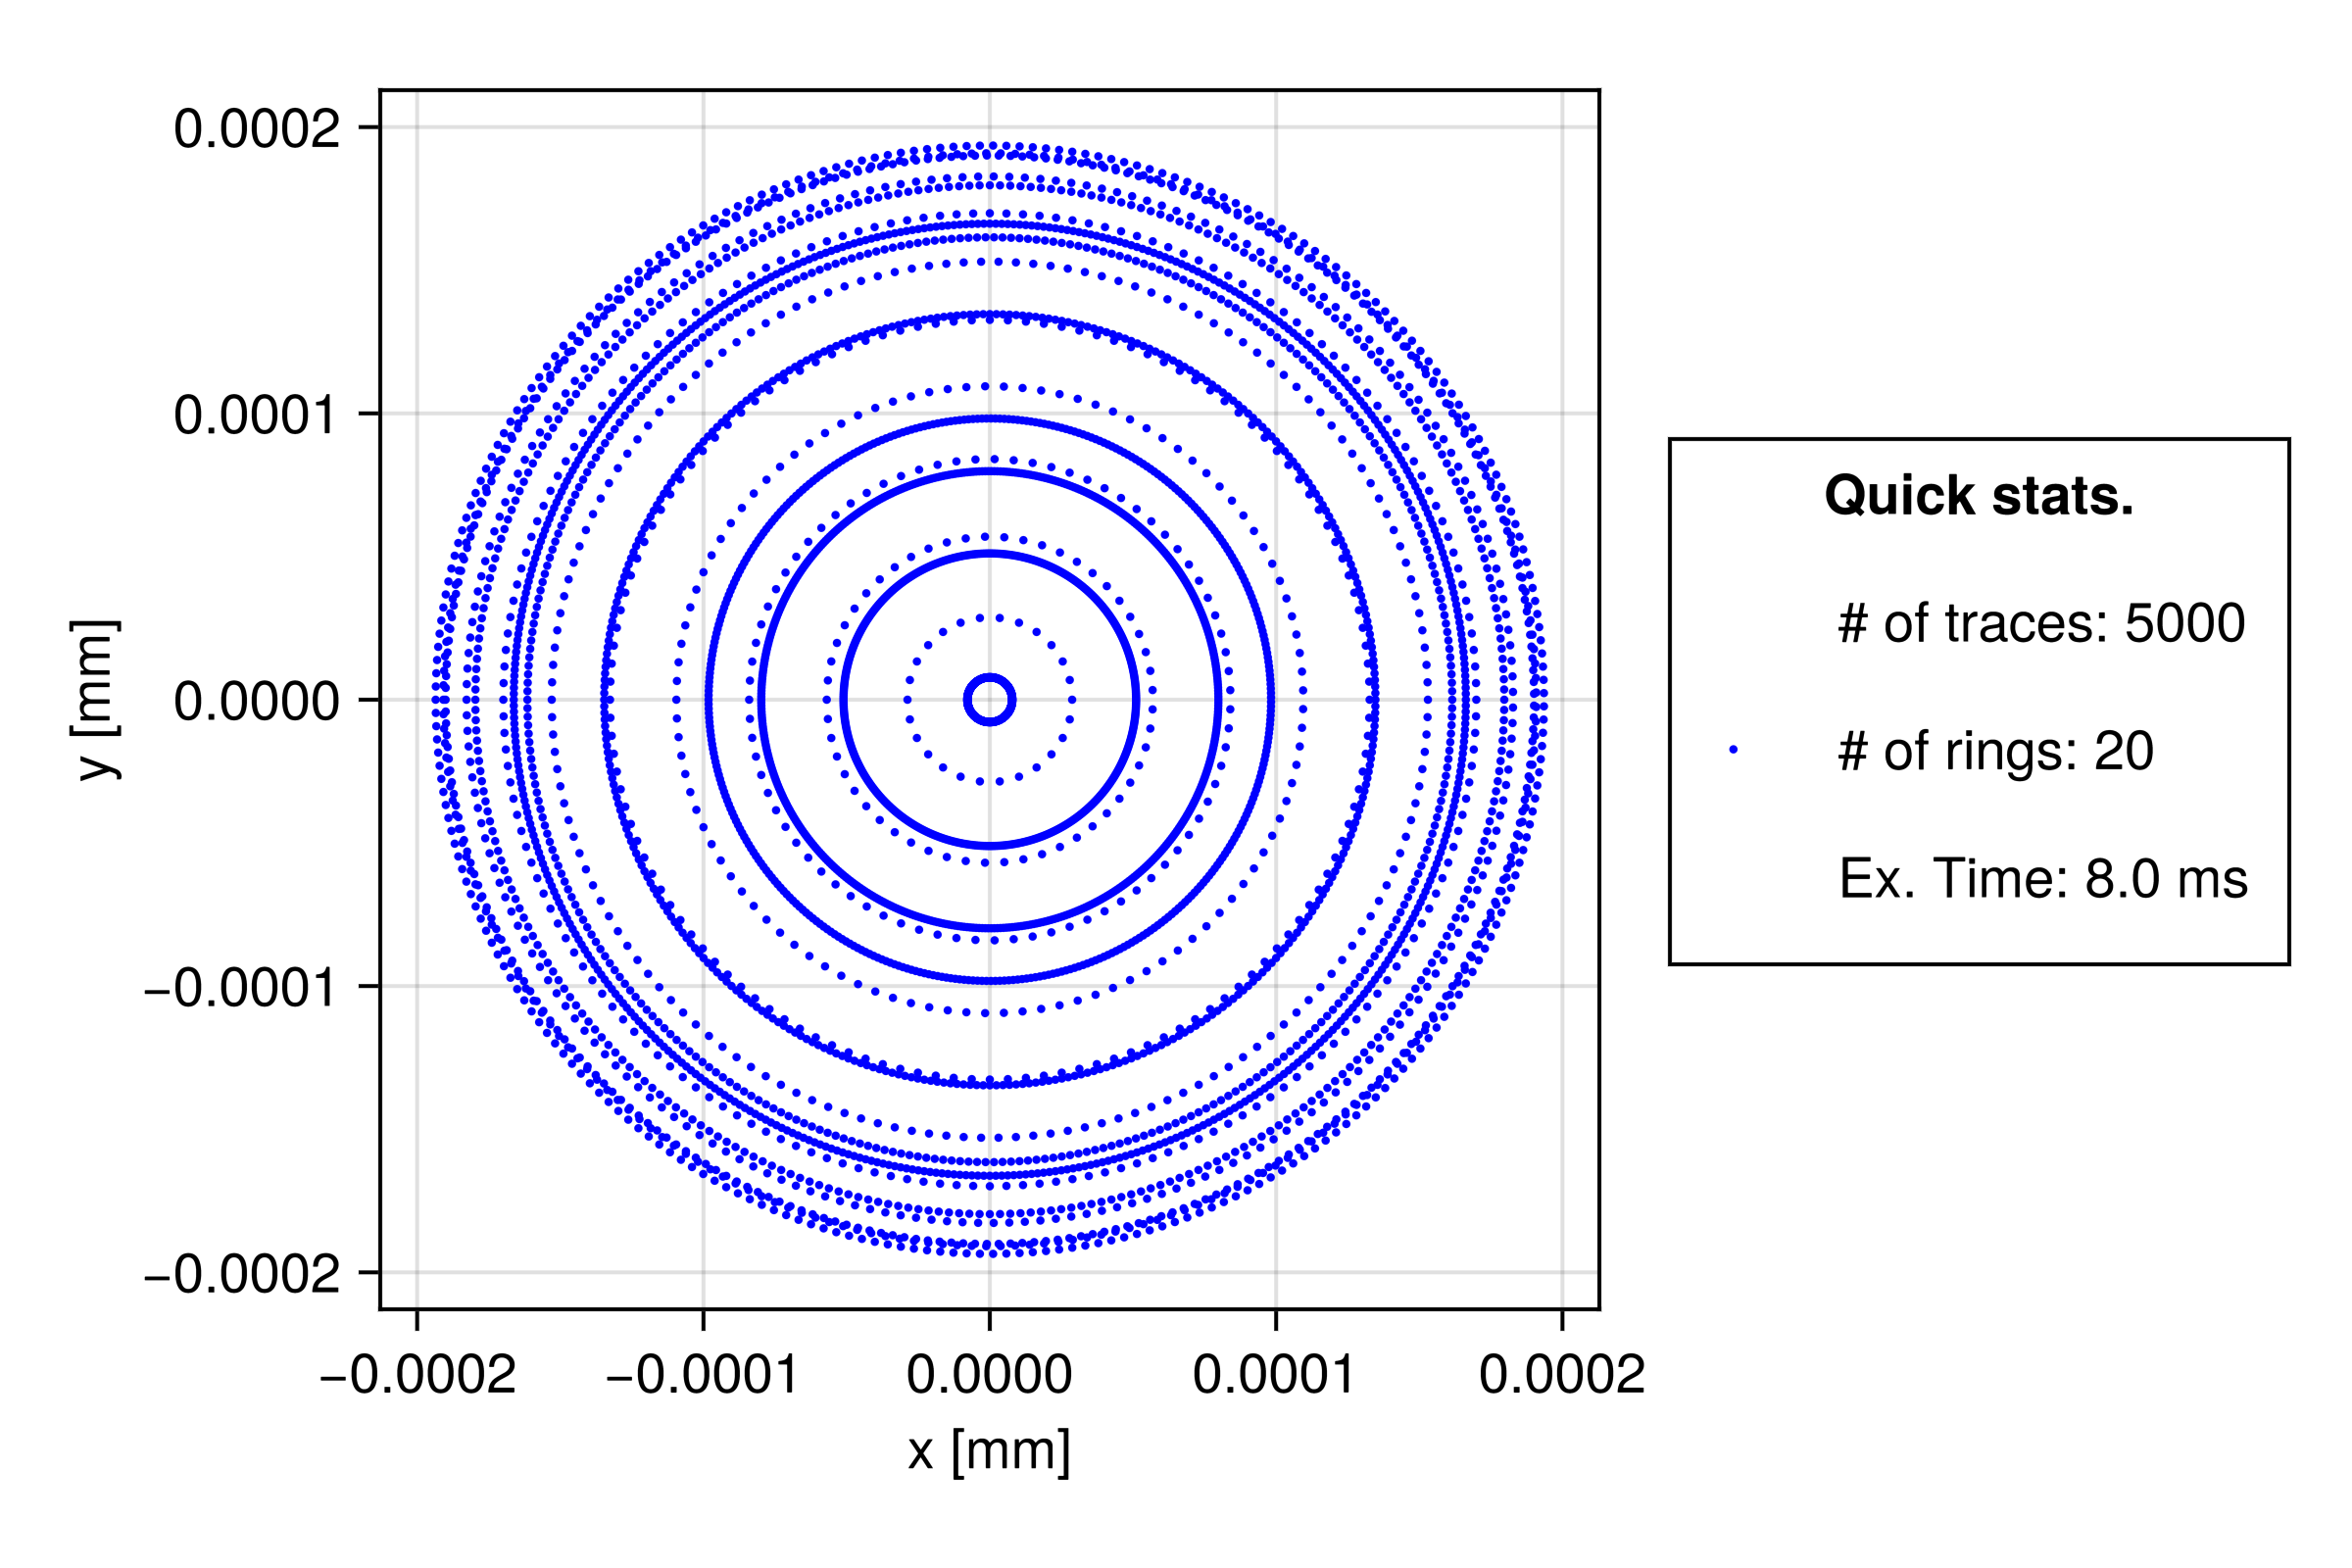 0.0002
0.0001
0.0000
−0.0001
−0.0002
y [mm]
−0.0002
−0.0001
0.0000
0.0001
0.0002
x [mm]
Quick stats.
# of traces: 5000
# of rings: 20
Ex. Time: 8.0 ms